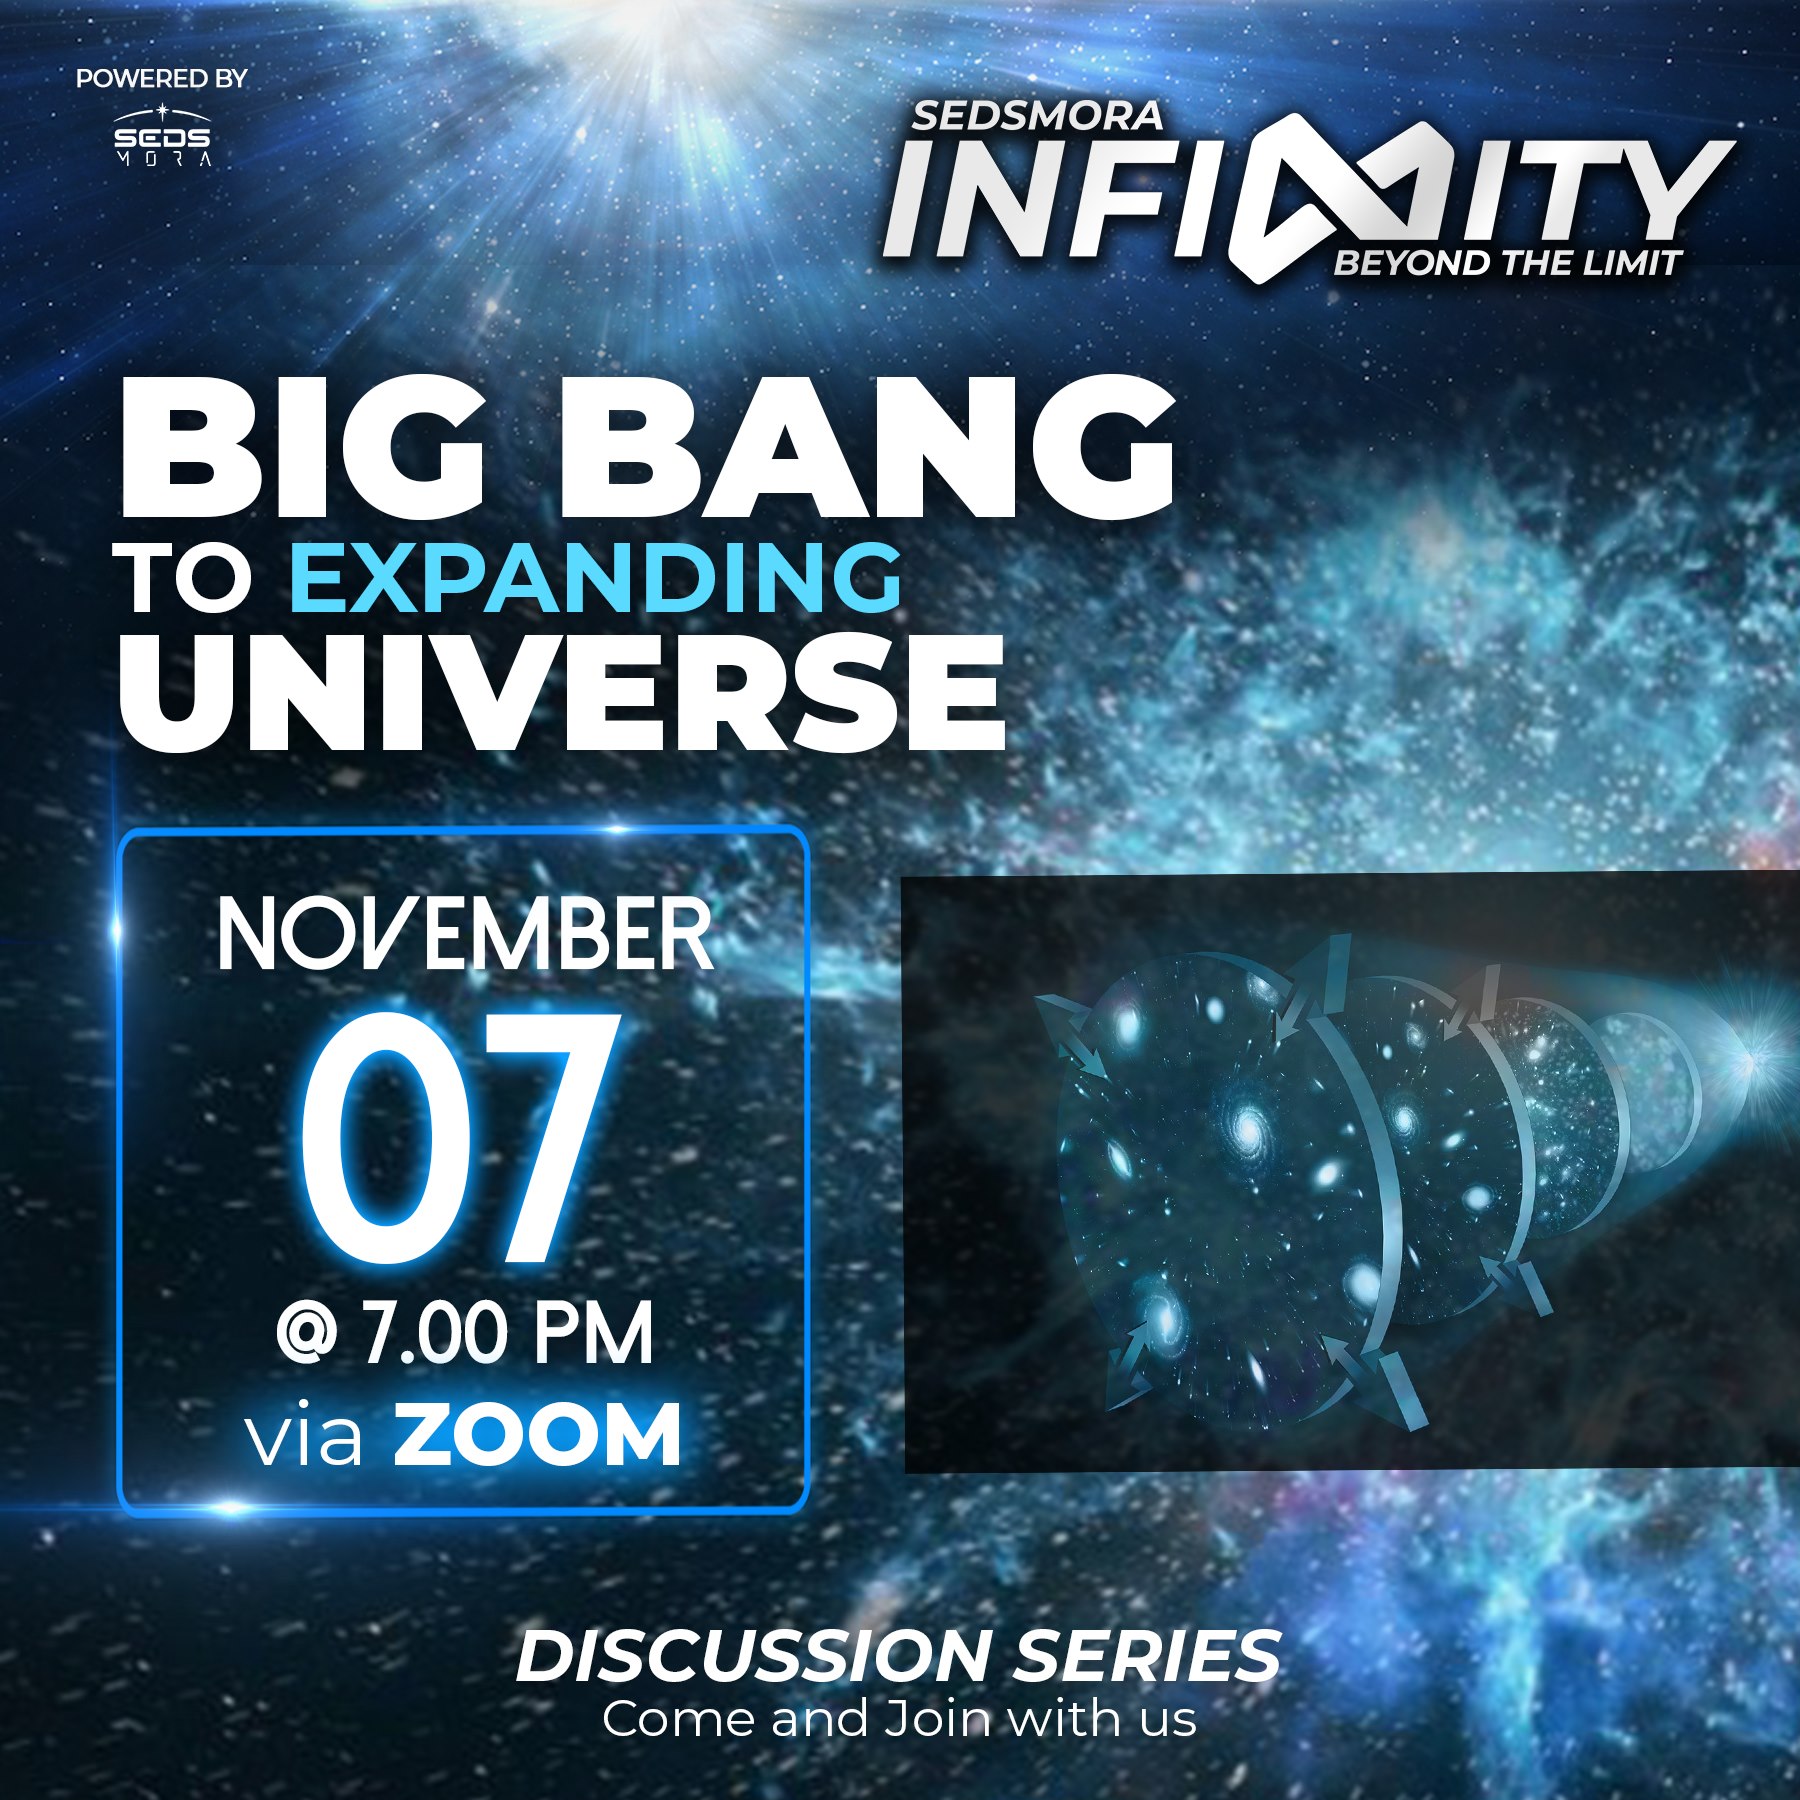 POWERED BY
SEDS
MORA
SEDSMORA
INFINITY
BEYOND THE LIMIT
BIG BANG
TO EXPANDING
UNIVERSE
NOVEMBER
07
@ 7.00 PM
via ZOOM
DISCUSSION SERIES
Come and Join with us